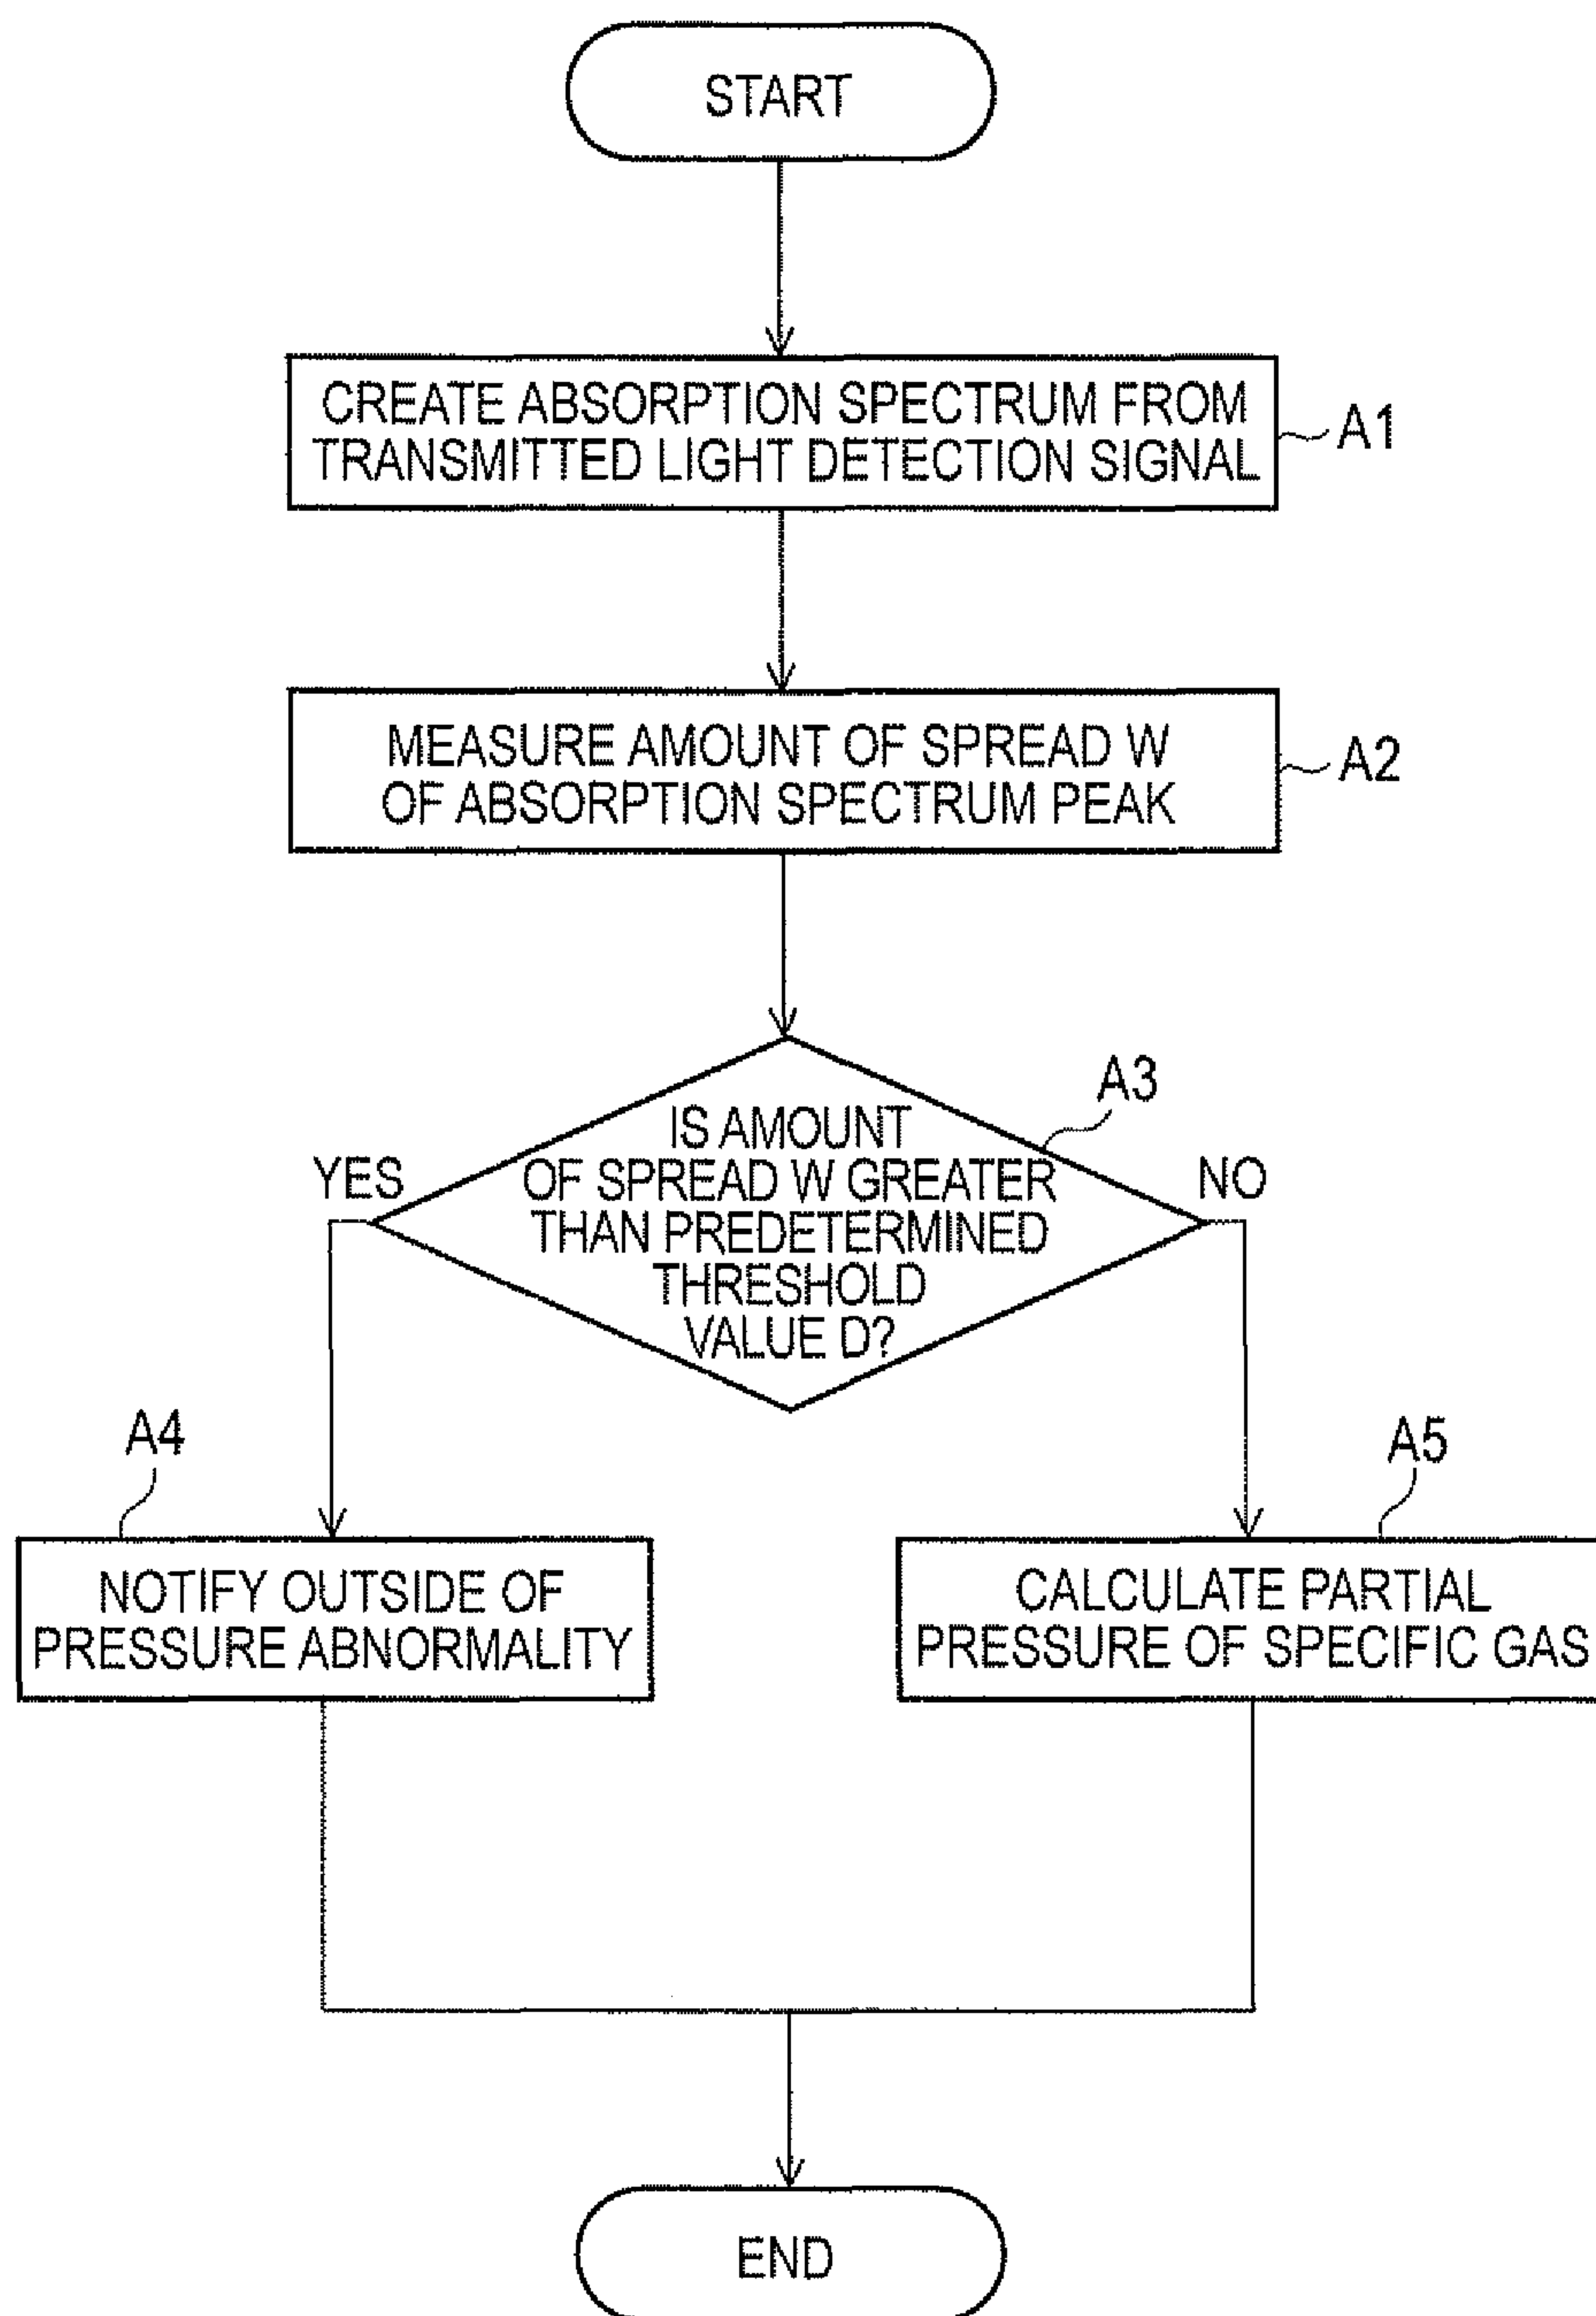 START
CREATE ABSORPTION SPECTRUM FROM
TRANSMITTED LIGHT DETECTION SIGNAL
A1
MEASURE AMOUNT OF SPREAD W
OF ABSORPTION SPECTRUM PEAK
A2
A3
IS AMOUNT
OF SPREAD W GREATER
THAN PREDETERMINED
THRESHOLD
VALUE D?
YES
NO
A4
NOTIFY OUTSIDE OF
PRESSURE ABNORMALITY
A5
CALCULATE PARTIAL
PRESSURE OF SPECIFIC GAS
END